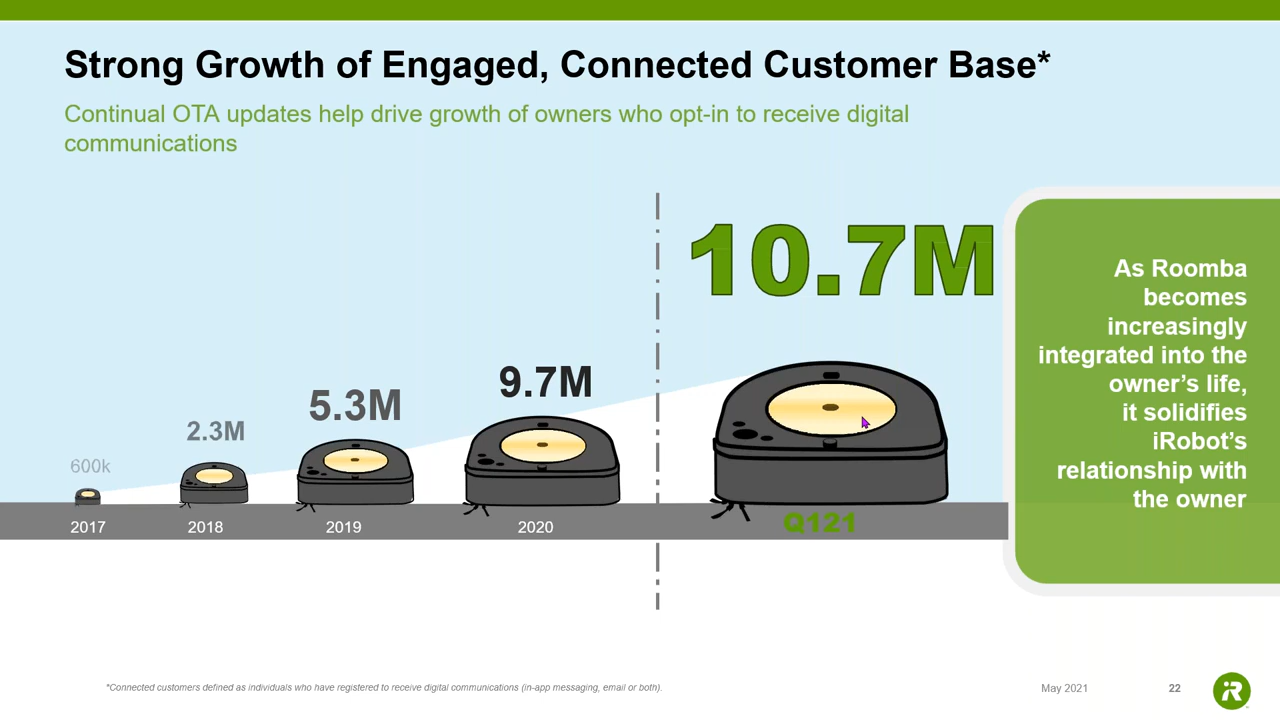 Strong Growth of Engaged, Connected Customer Base*
Continual OTA updates help drive growth of owners who opt-in to receive digital
communications
10.7M
9.7M
5.3M
2.3M
600k
2017
2018
2019
2020
Q121
As Roomba
becomes
increasingly
integrated into the
owner's life,
it solidifies
iRobot's
relationship with
the owner
*Connected customers defined as individuals who have registered to receive digital communications (in-app messaging, email or both).
May 2021
22
iR